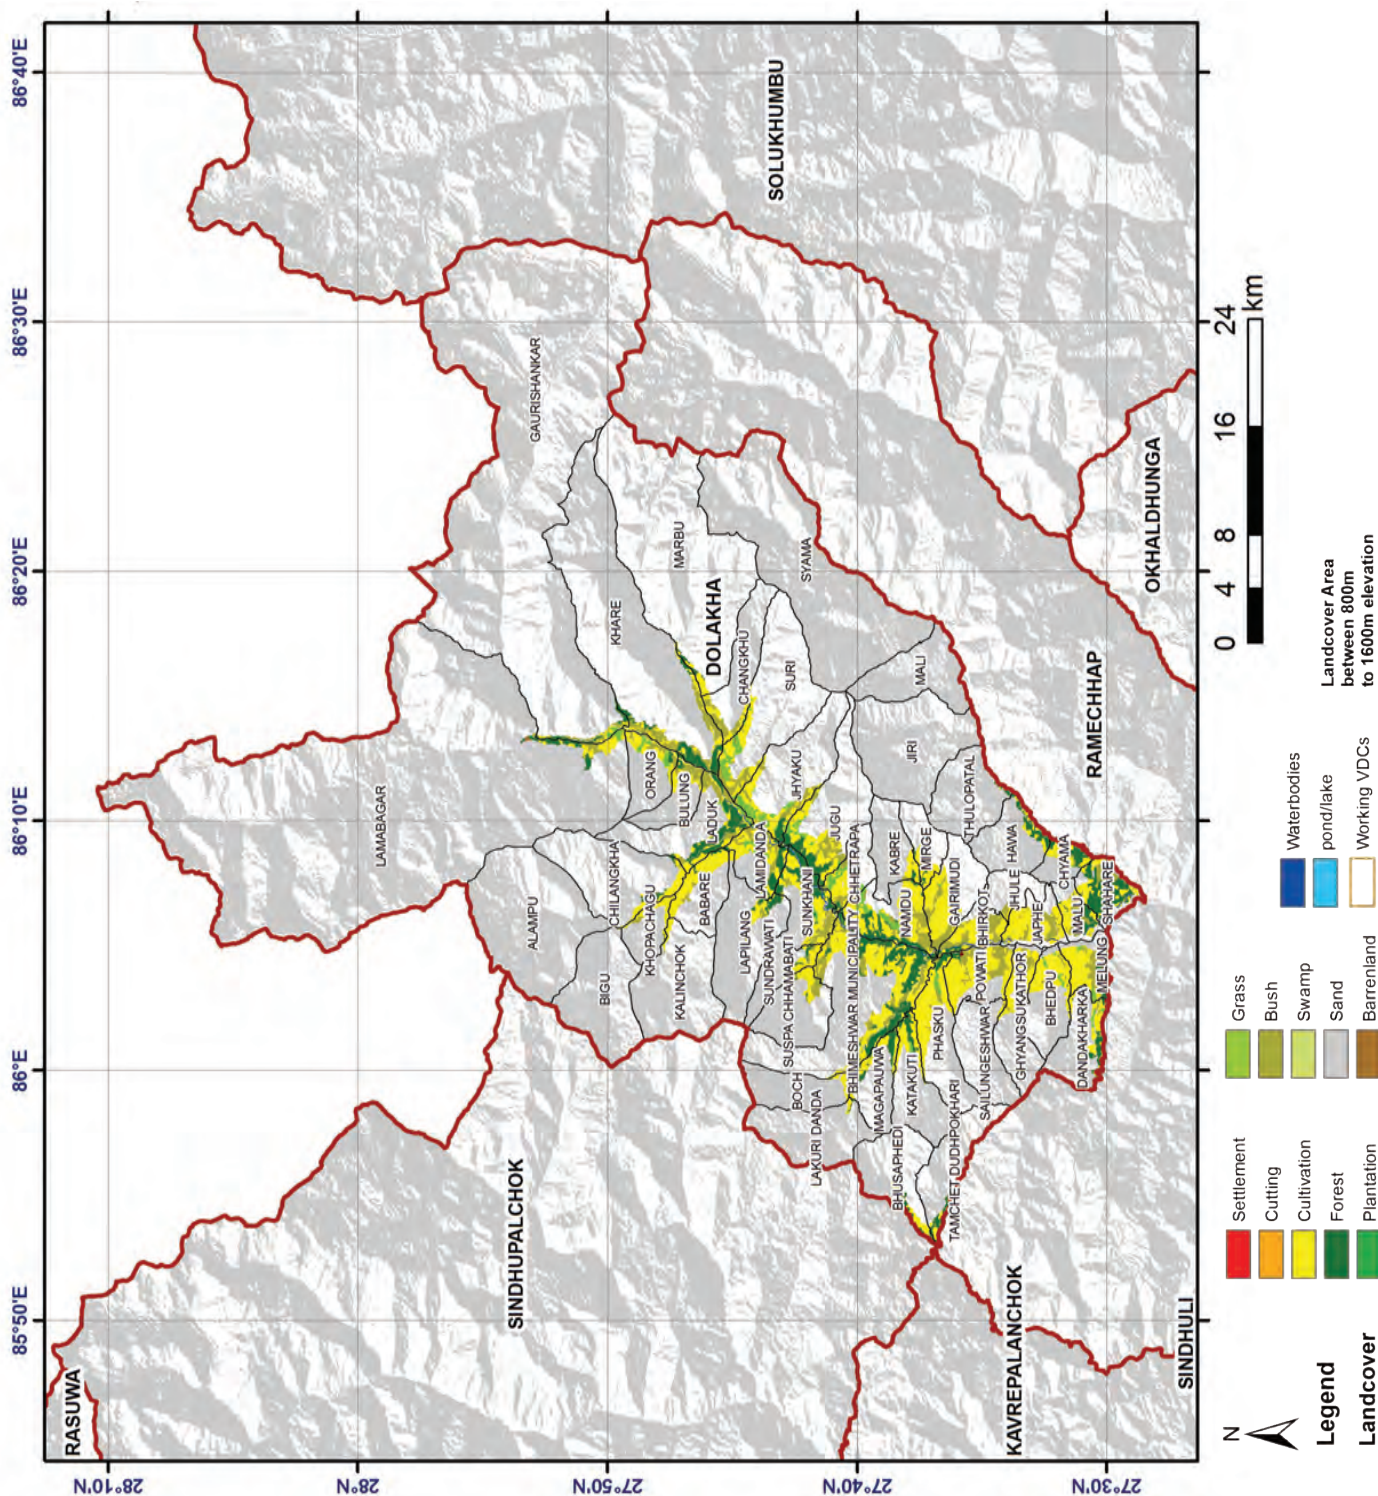 86°40'E
86°30'E
86°20'E
86°10'E
86°E
85°50'E
28°10'N
28°N
27°50'N
27°40'N
27°30'N
RASUWA
SINDHUPALCHOK
KAVREPALANCHOK
SINDHULI
RAMECHHAP
OKHALDHUNGA
SOLUKHUMBU
DOLAKHA
LAMABAGAR
GAURISHANKAR
ALAMPU
BIGU
CHILANGKHA
KHOPACHAGU
KALINCHOK
BABARE
ORANG
BULUNG
LADUK
KHARE
MARBU
CHANGKHU
SURI
SYAMA
JHYAKU
LAPILANG
LAMIDANDA
SUNDRAWATI
SUSPA CHHAMABATI
SUNKHANI
JUGU
BOCH
LAKURI DANDA
BHIMESHWAR MUNICIPALITY
CHHETRAPA
MAGAPAUWA
KATAKUTI
BHUSAPHEDI
TAMCHET DUDHPOKHARI
PHASKU
NAMDU
KABRE
MIRGE
JIRI
MALI
THULOPATAL
GAIRIMUDI
SAILUNGESHWAR
POWATI
BHIRKOT
JHULE
HAWA
GHYANGSU KATHOR
JAPHE
CHYAMA
BHEDPU
MALU
DANDAKHARKA
MELUNG
SHAHARE
0
4
8
16
24
km
N
Legend
Landcover
Settlement
Cutting
Cultivation
Forest
Plantation
Grass
Bush
Swamp
Sand
Barrenland
Waterbodies
pond/lake
Working VDCs
Landcover Area
between 800m
to 1600m elevation